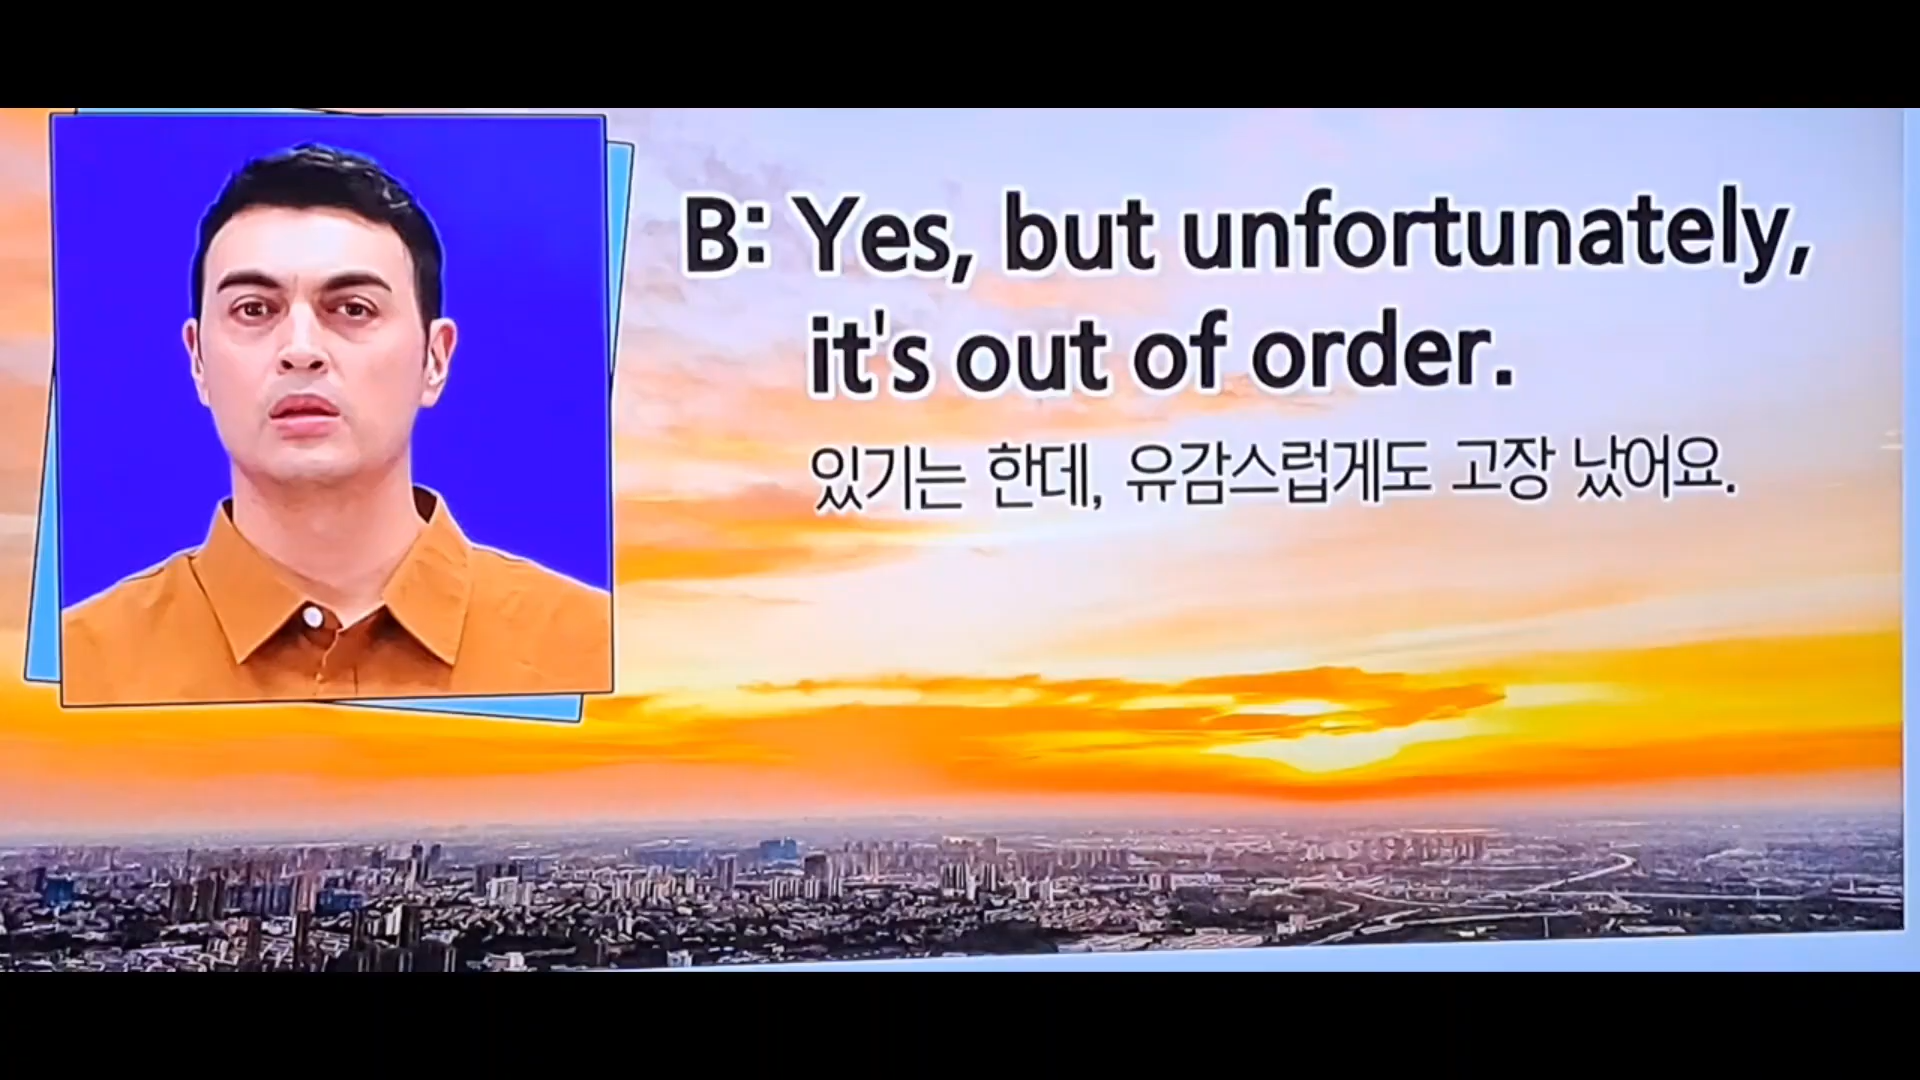 B: Yes, but unfortunately,
it's out of order.
있기는 한데, 유감스럽게도 고장 났어요.